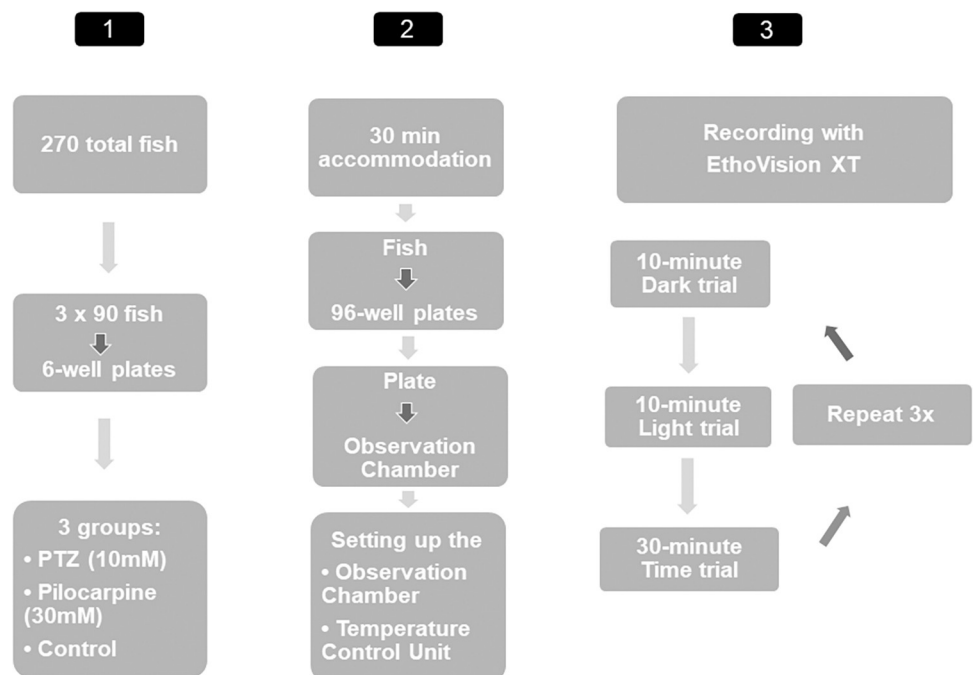 1
270 total fish
3 x 90 fish
6-well plates
3 groups:
• PTZ (10mM)
• Pilocarpine
(30mM)
• Control
2
30 min
accommodation
Fish
96-well plates
Plate
Observation
Chamber
Setting up the
• Observation
Chamber
• Temperature
Control Unit
3
Recording with
EthoVision XT
10-minute
Dark trial
10-minute
Light trial
Repeat 3x
30-minute
Time trial